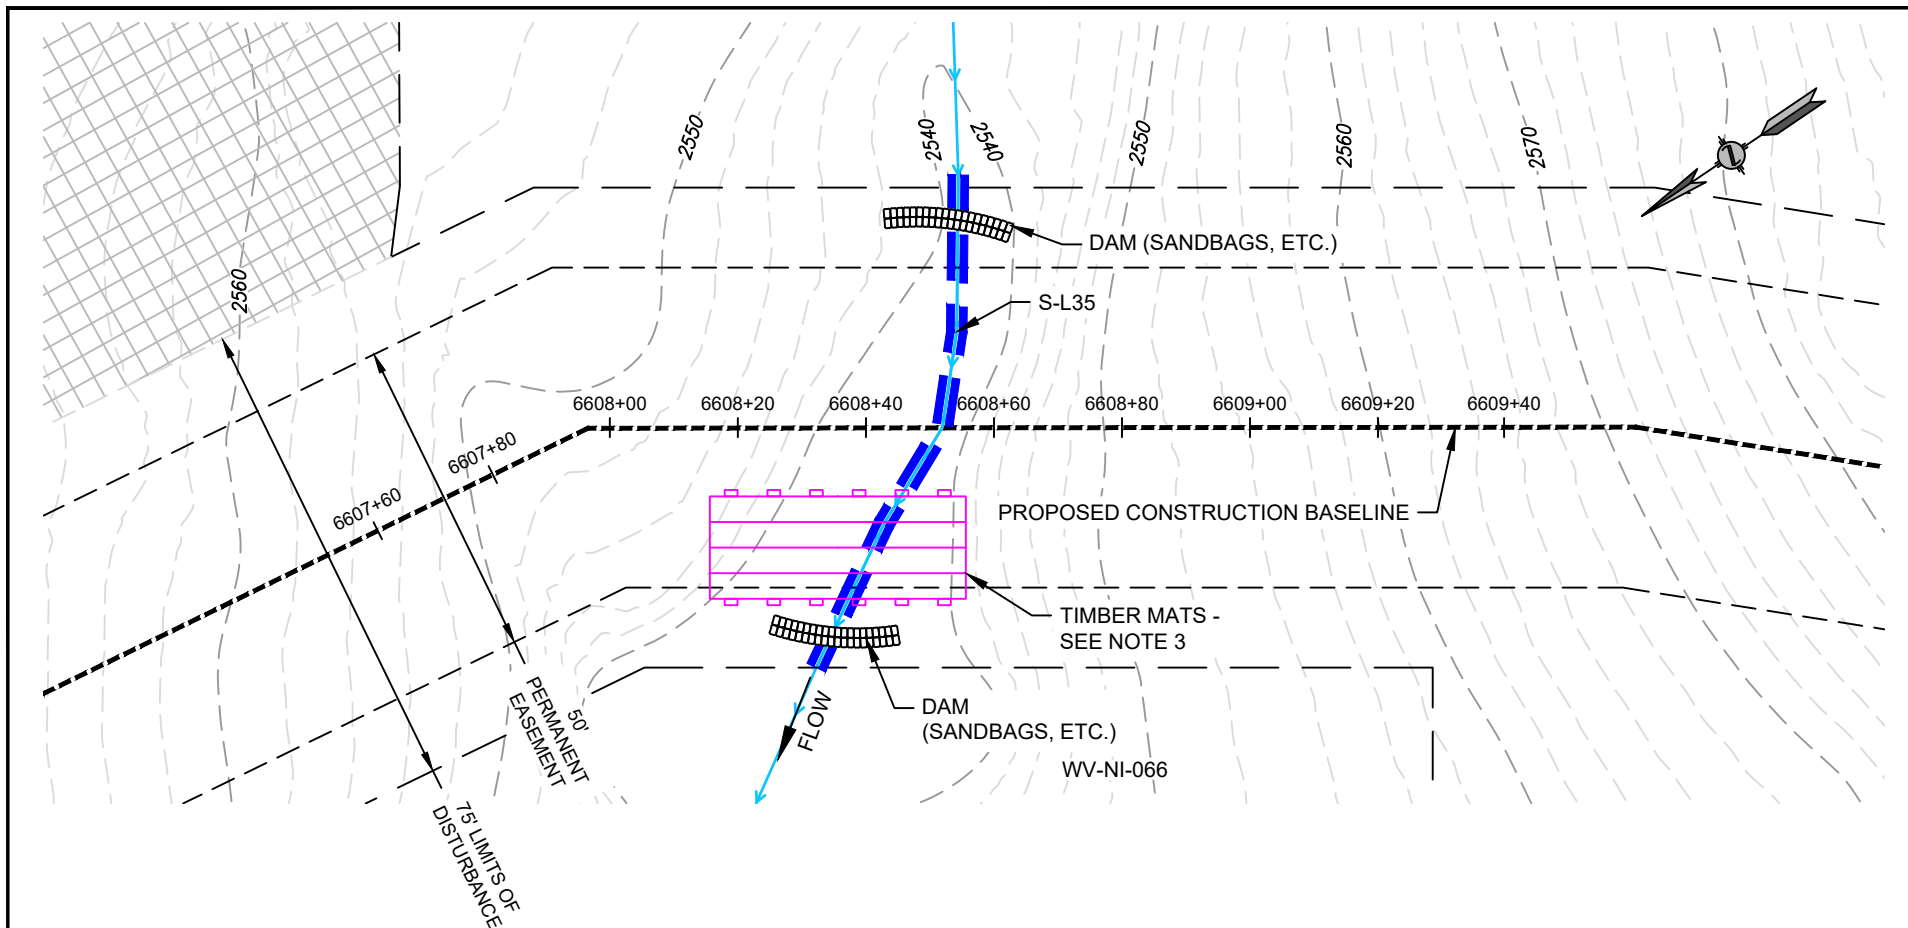 2550
2540
2540
2550
2560
2570
DAM (SANDBAGS, ETC.)
2560
S-L35
6608+00
6608+20
6608+40
6608+60
6608+80
6609+00
6609+20
6609+40
6607+80
6607+60
PROPOSED CONSTRUCTION BASELINE
TIMBER MATS -
SEE NOTE 3
DAM
(SANDBAGS, ETC.)
FLOW
WV-NI-066
50'
PERMANENT
EASEMENT
75' LIMITS OF
DISTURBANCE